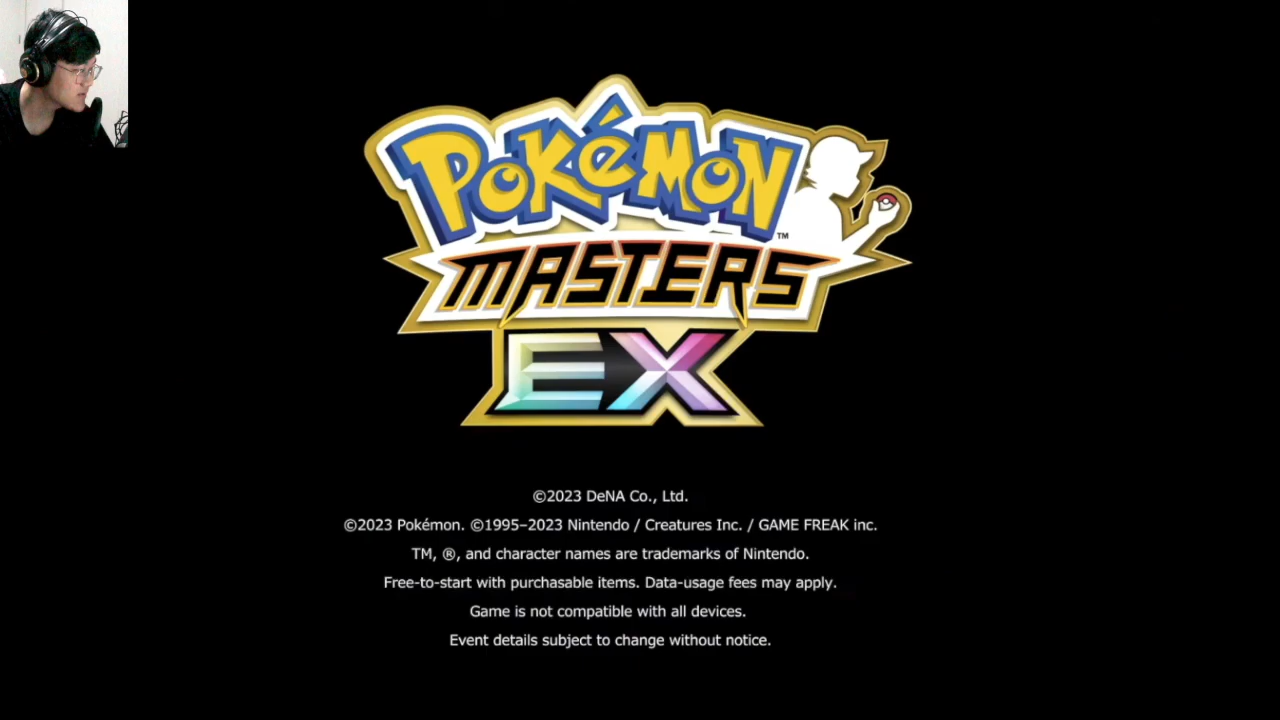 POKéMON
TM
MASTERS
EX
©2023 DeNA Co., Ltd.
©2023 Pokémon. ©1995–2023 Nintendo / Creatures Inc. / GAME FREAK inc.
TM, ®, and character names are trademarks of Nintendo.
Free-to-start with purchasable items. Data-usage fees may apply.
Game is not compatible with all devices.
Event details subject to change without notice.